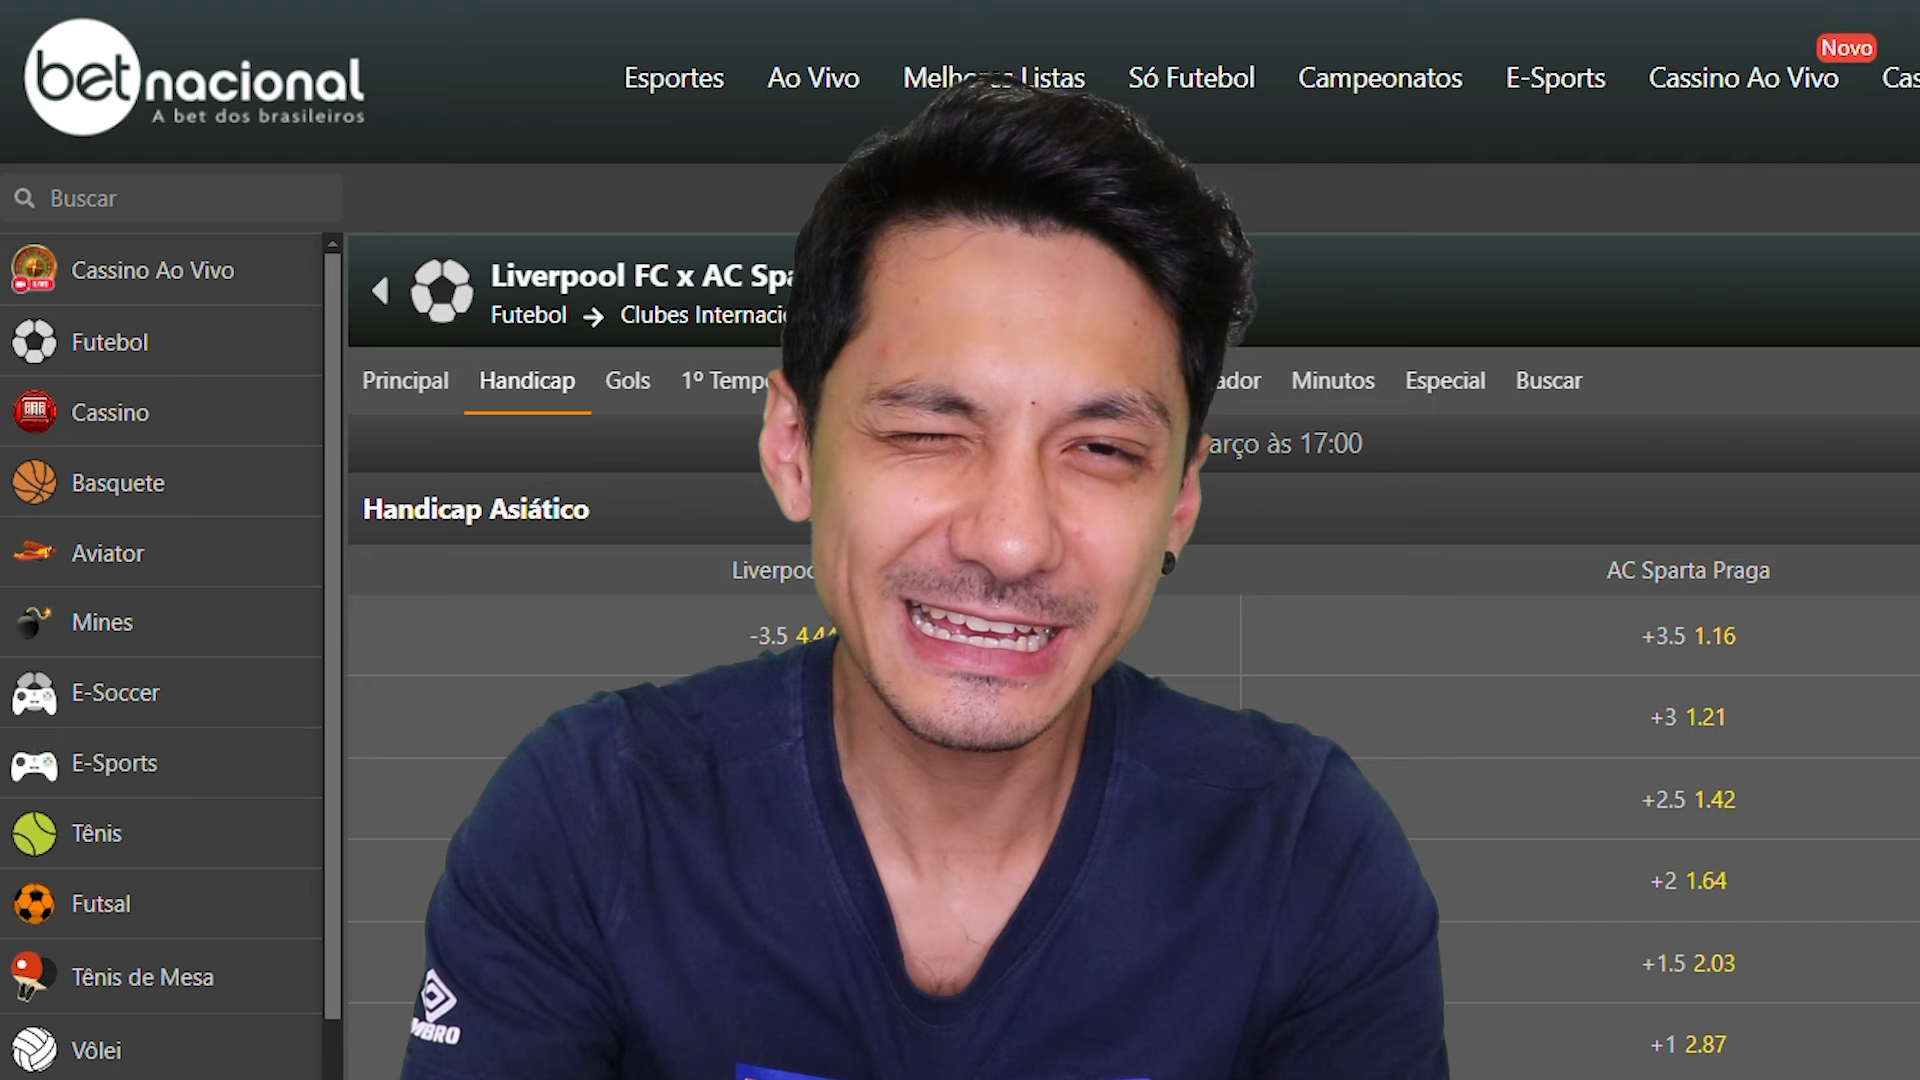 betnacional
A bet dos brasileiros
Esportes
Ao Vivo
Listas
Só Futebol
Campeonatos
E-Sports
Cassino Ao Vivo
Novo
Buscar
Cassino Ao Vivo
Futebol
Cassino
Basquete
Aviator
Mines
E-Soccer
E-Sports
Tênis
Futsal
Tênis de Mesa
Vôlei
Liverpool FC x AC
Futebol → Clubes
Principal
Handicap
Gols
1º
Minutos
Especial
Buscar
às 17:00
Handicap Asiático
AC Sparta Praga
-3.5
+3.5 1.16
+3 1.21
+2.5 1.42
+2 1.64
+1.5 2.03
+1 2.87